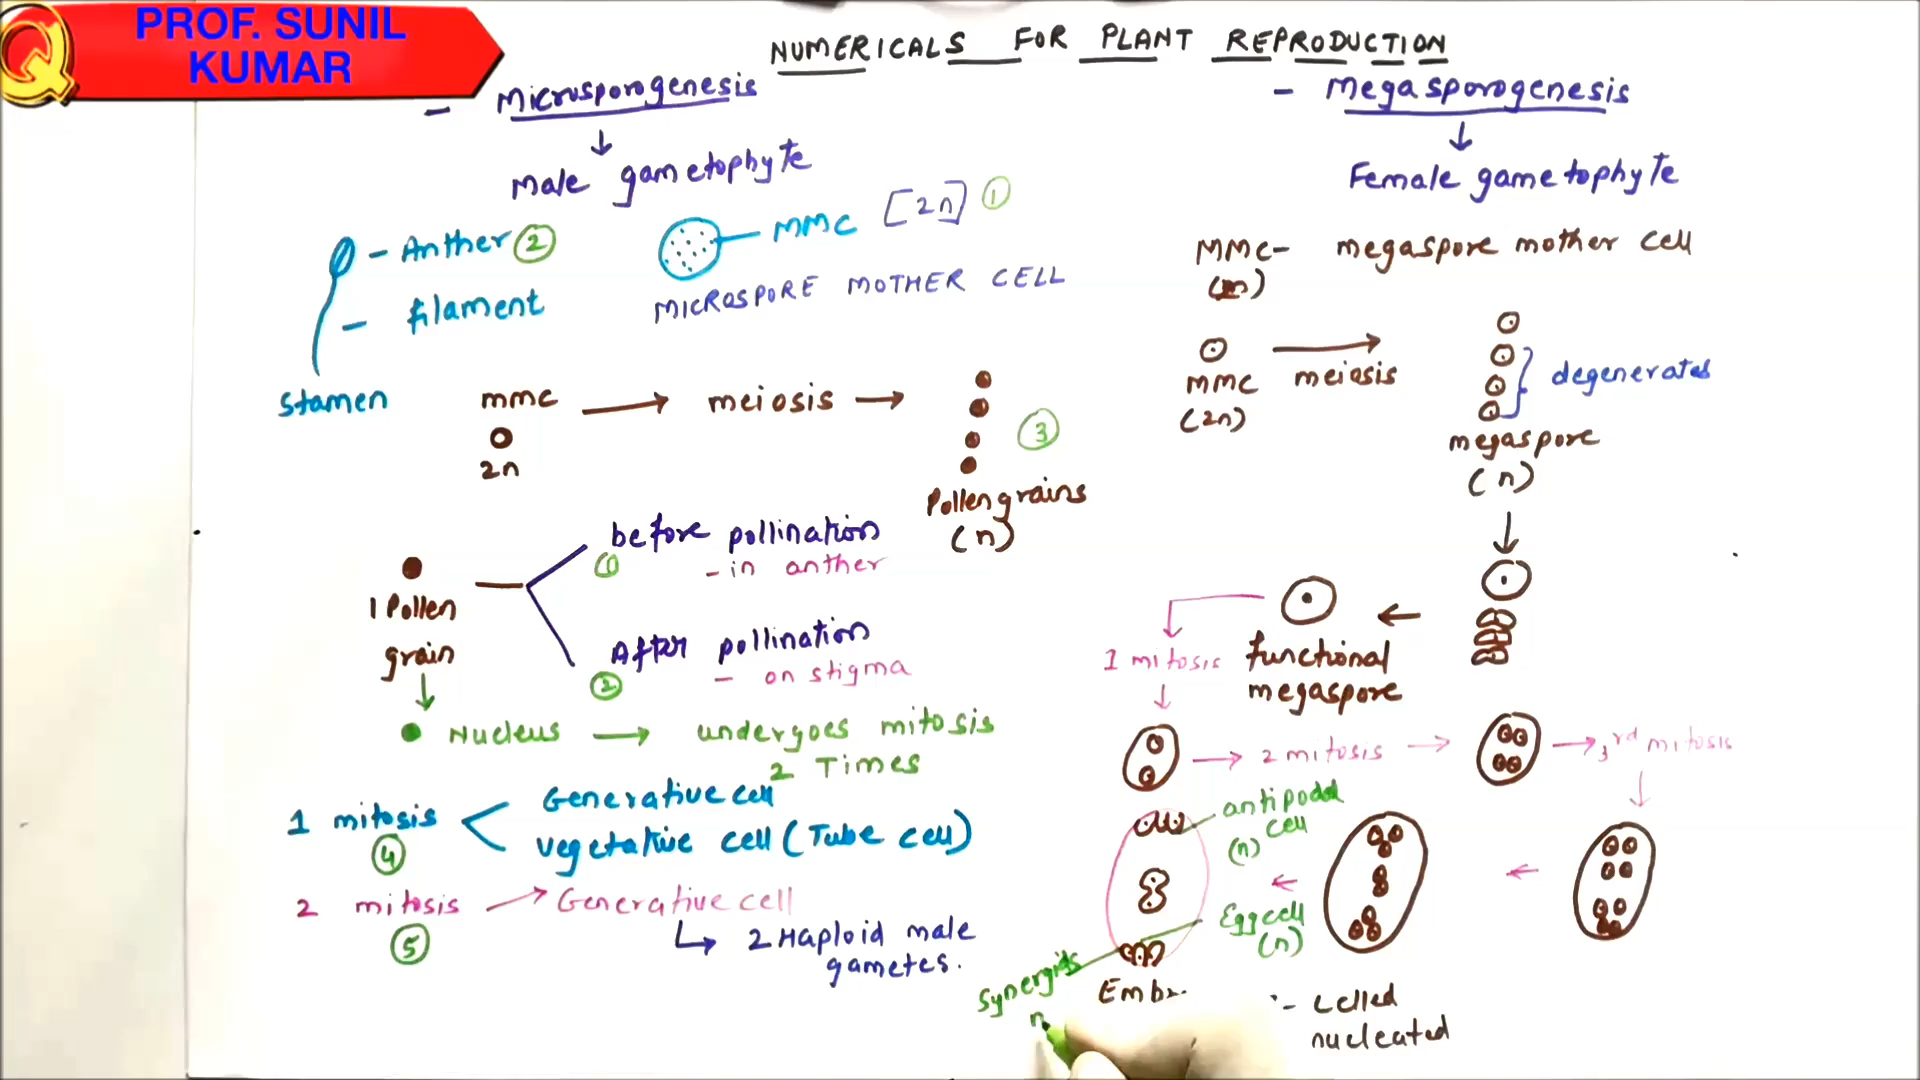 PROF. SUNIL
KUMAR
NUMERICALS FOR PLANT REPRODUCTION
- Microsporogenesis
Male gametophyte
- Anther 2
- filament
Stamen
MMC [2n] 1
MICROSPORE MOTHER CELL
mmc → meiosis →
2n
3
Pollengrains
(n)
1 Pollen
grain
before pollination
1 - in anther
After pollination
2 - on stigma
Nucleus → undergoes mitosis
2 Times
1 mitosis
4
Generative cell
vegetative cell (Tube cell)
2 mitosis → Generative cell
5
2 Haploid male
gametes.
- Megasporogenesis
Female gametophyte
MMC- megaspore mother cell
MMC
(2n)
meiosis
degenerates
megaspore
(n)
functional
megaspore
1 mitosis
→ 2 mitosis →
→ 3rd mitosis
antipodal
cell
(n)
Egg cell
(n)
Synergids
n
- celled
nucleated